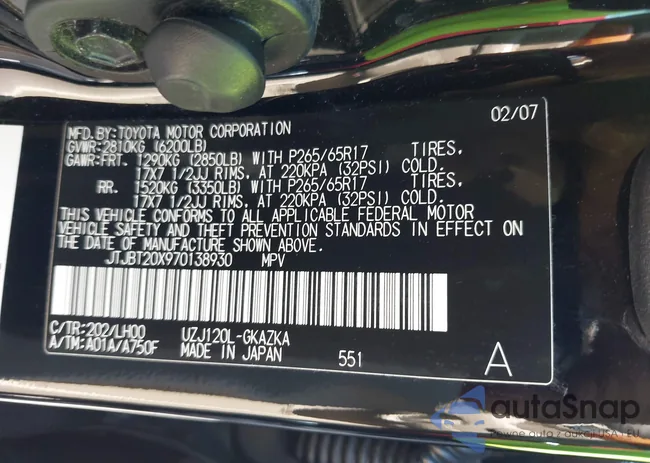 02/07
MFD.BY:TOYOTA MOTOR CORPORATION
GVWR:2810KG (6200LB)
GAWR:FRT. 1290KG (2850LB) WITH P265/65R17 TIRES,
17X7 1/2JJ RIMS, AT 220KPA (32PSI) COLD.
RR. 1520KG (3350LB) WITH P265/65R17 TIRES,
17X7 1/2JJ RIMS, AT 220KPA (32PSI) COLD.
THIS VEHICLE CONFORMS TO ALL APPLICABLE FEDERAL MOTOR
VEHICLE SAFETY AND THEFT PREVENTION STANDARDS IN EFFECT ON
THE DATE OF MANUFACTURE SHOWN ABOVE.
JTJBT20X970138930 MPV
C/TR:202/LH00 UZJ120L-GKAZKA
A/TM:A01A/A750F MADE IN JAPAN 551 A
autaSnap